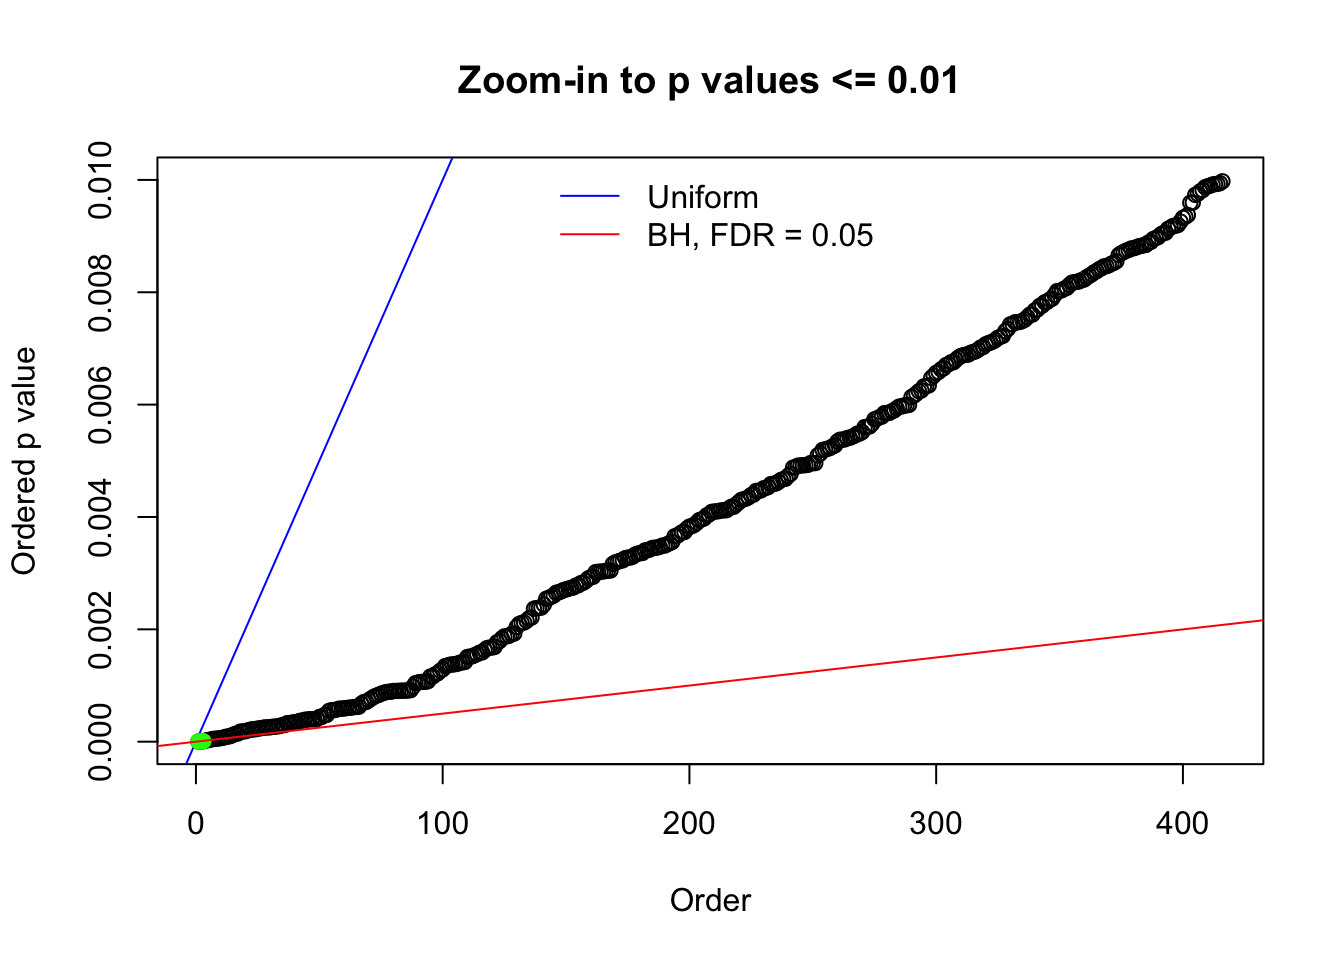 Zoom-in to p values <= 0.01
Uniform
BH, FDR = 0.05
Ordered p value
0.000
0.002
0.004
0.006
0.008
0.010
0
100
200
300
400
Order